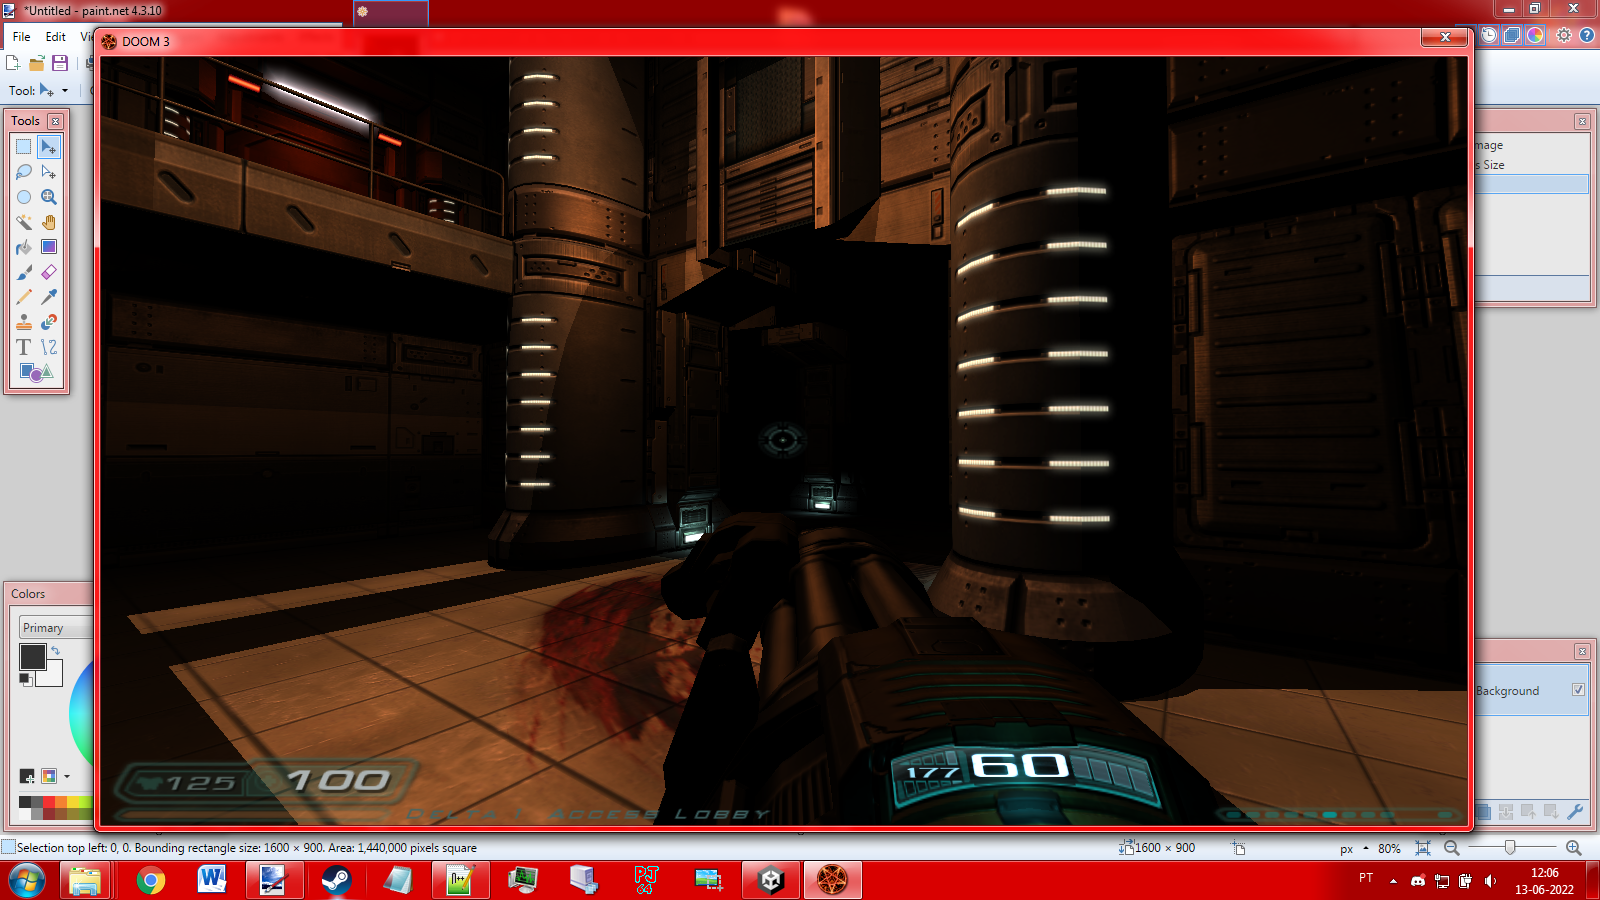 *Untitled - paint.net 4.3.10
File Edit Vi
DOOM 3
Tool:
Tools
mage
s Size
Colors
Primary
Background
125 100
177 60
DELTA 1 ACCESS LOBBY
Selection top left: 0, 0. Bounding rectangle size: 1600 × 900. Area: 1,440,000 pixels square
1600 × 900
px 80%
PT
12:06
13-06-2022